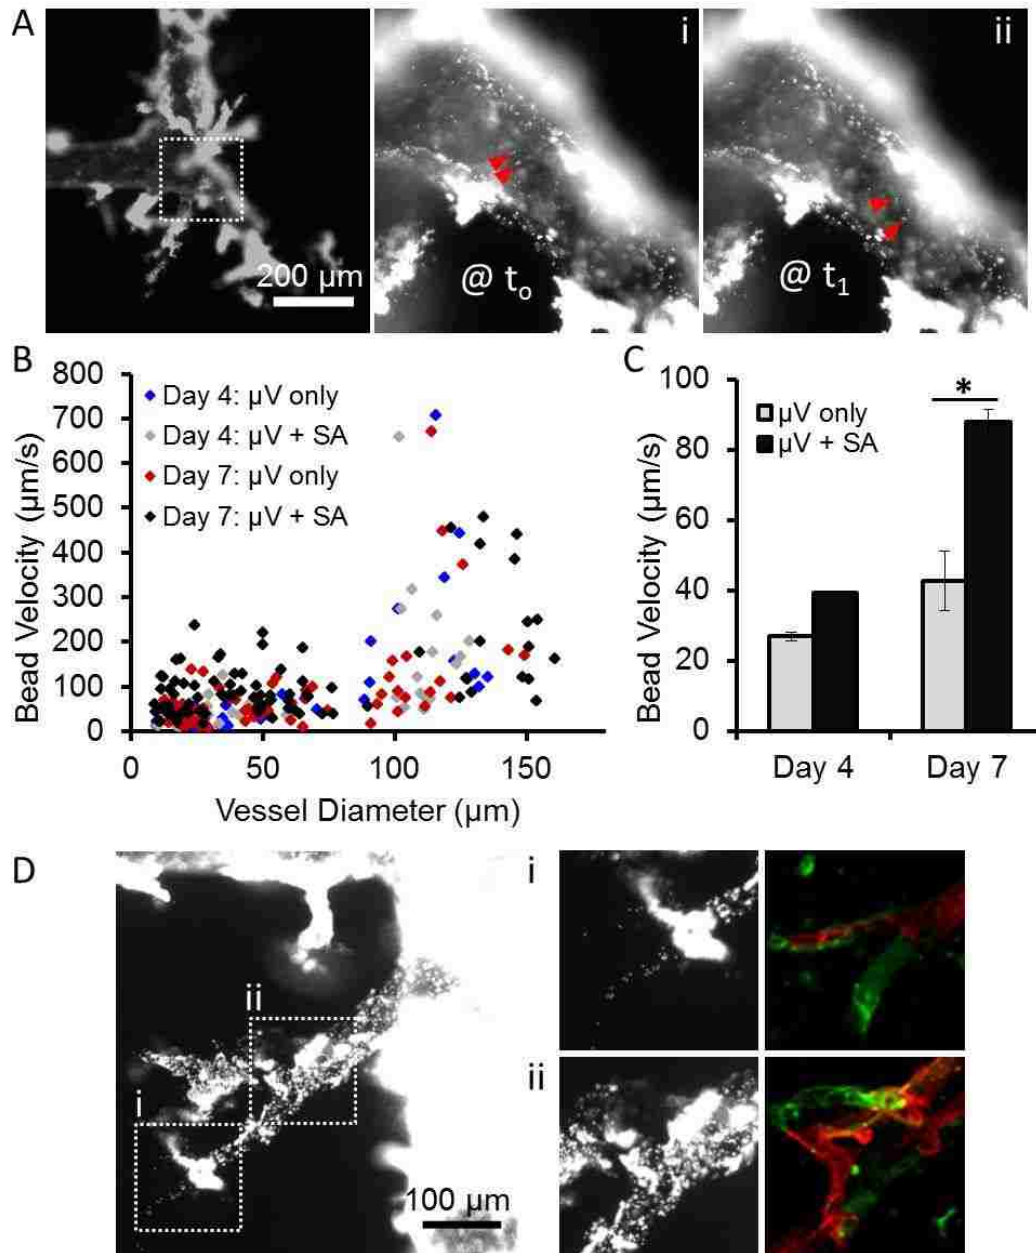 A
i
ii
200 µm
@ to
@ t1
B
800
700
600
500
400
300
200
100
0
Bead Velocity (µm/s)
Day 4: µV only
Day 4: µV + SA
Day 7: µV only
Day 7: µV + SA
0
50
100
150
Vessel Diameter (µm)
C
100
80
60
40
20
0
Bead Velocity (µm/s)
µV only
µV + SA
*
Day 4
Day 7
D
ii
i
100 µm
i
ii